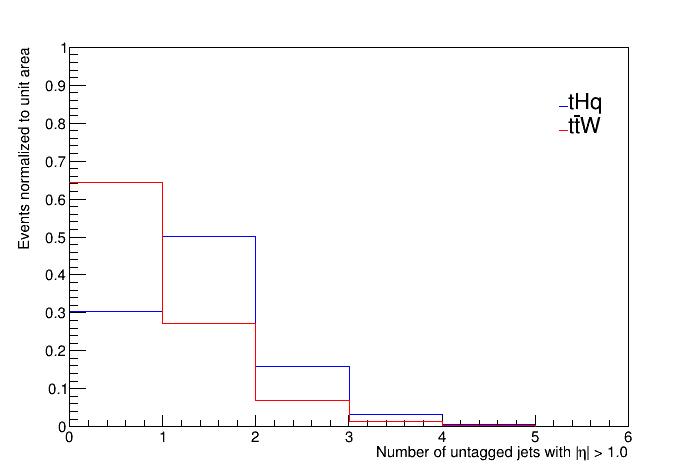 Events normalized to unit area
1
0.9
0.8
0.7
0.6
0.5
0.4
0.3
0.2
0.1
0
tHq
tt̄W
0 1 2 3 4 5 6
Number of untagged jets with |η| > 1.0